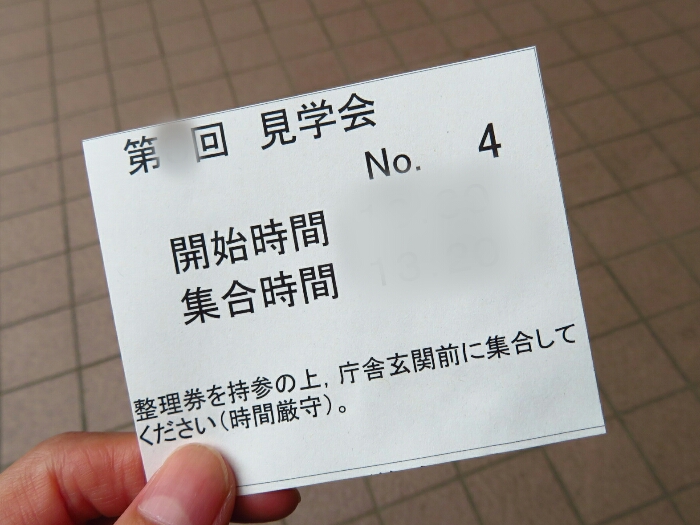 第 回 見学会
No. 4
開始時間
集合時間
整理券を持参の上，庁舎玄関前に集合して
ください（時間厳守）。